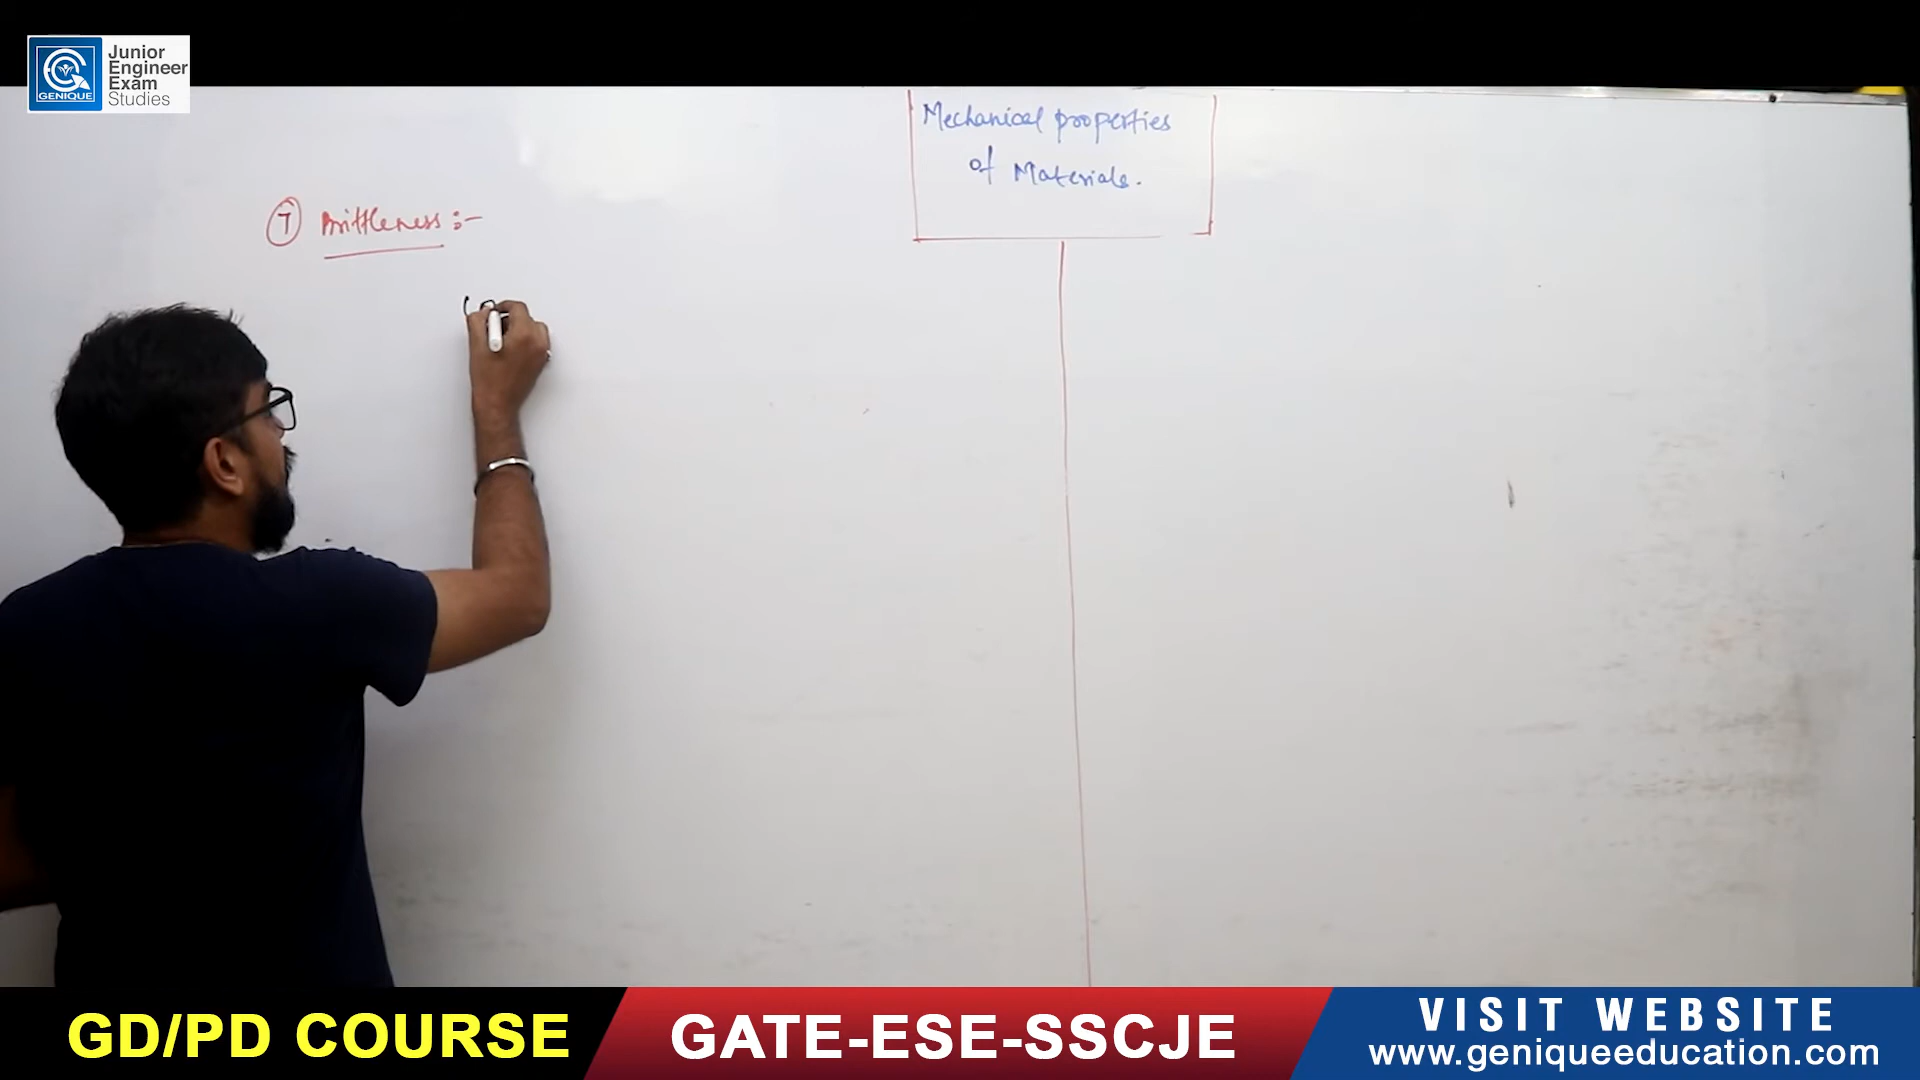 Junior
Engineer
Exam
Studies
GENIQUE
Mechanical properties
of Materials.
7 Brittleness :-
GD/PD COURSE
GATE-ESE-SSCJE
VISIT WEBSITE
www.geniqueeducation.com